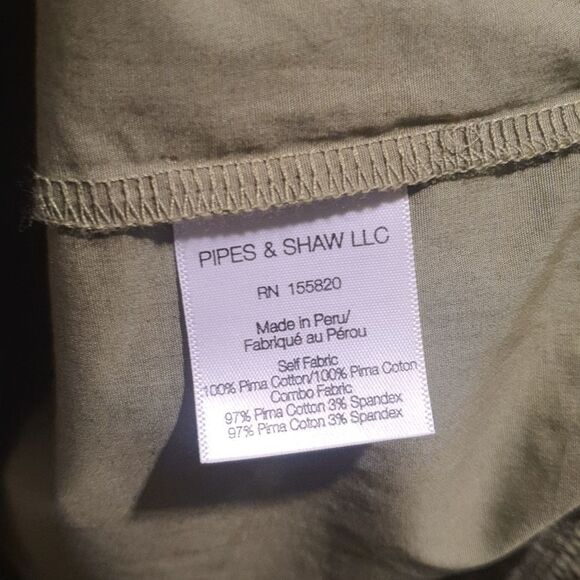 PIPES & SHAW LLC
RN 155820
Made in Peru/
Fabriqué au Pérou
Self Fabric
100% Pima Cotton/100% Pima Coton
Combo Fabric
97% Pima Cotton 3% Spandex
97% Pima Cotton 3% Spandex